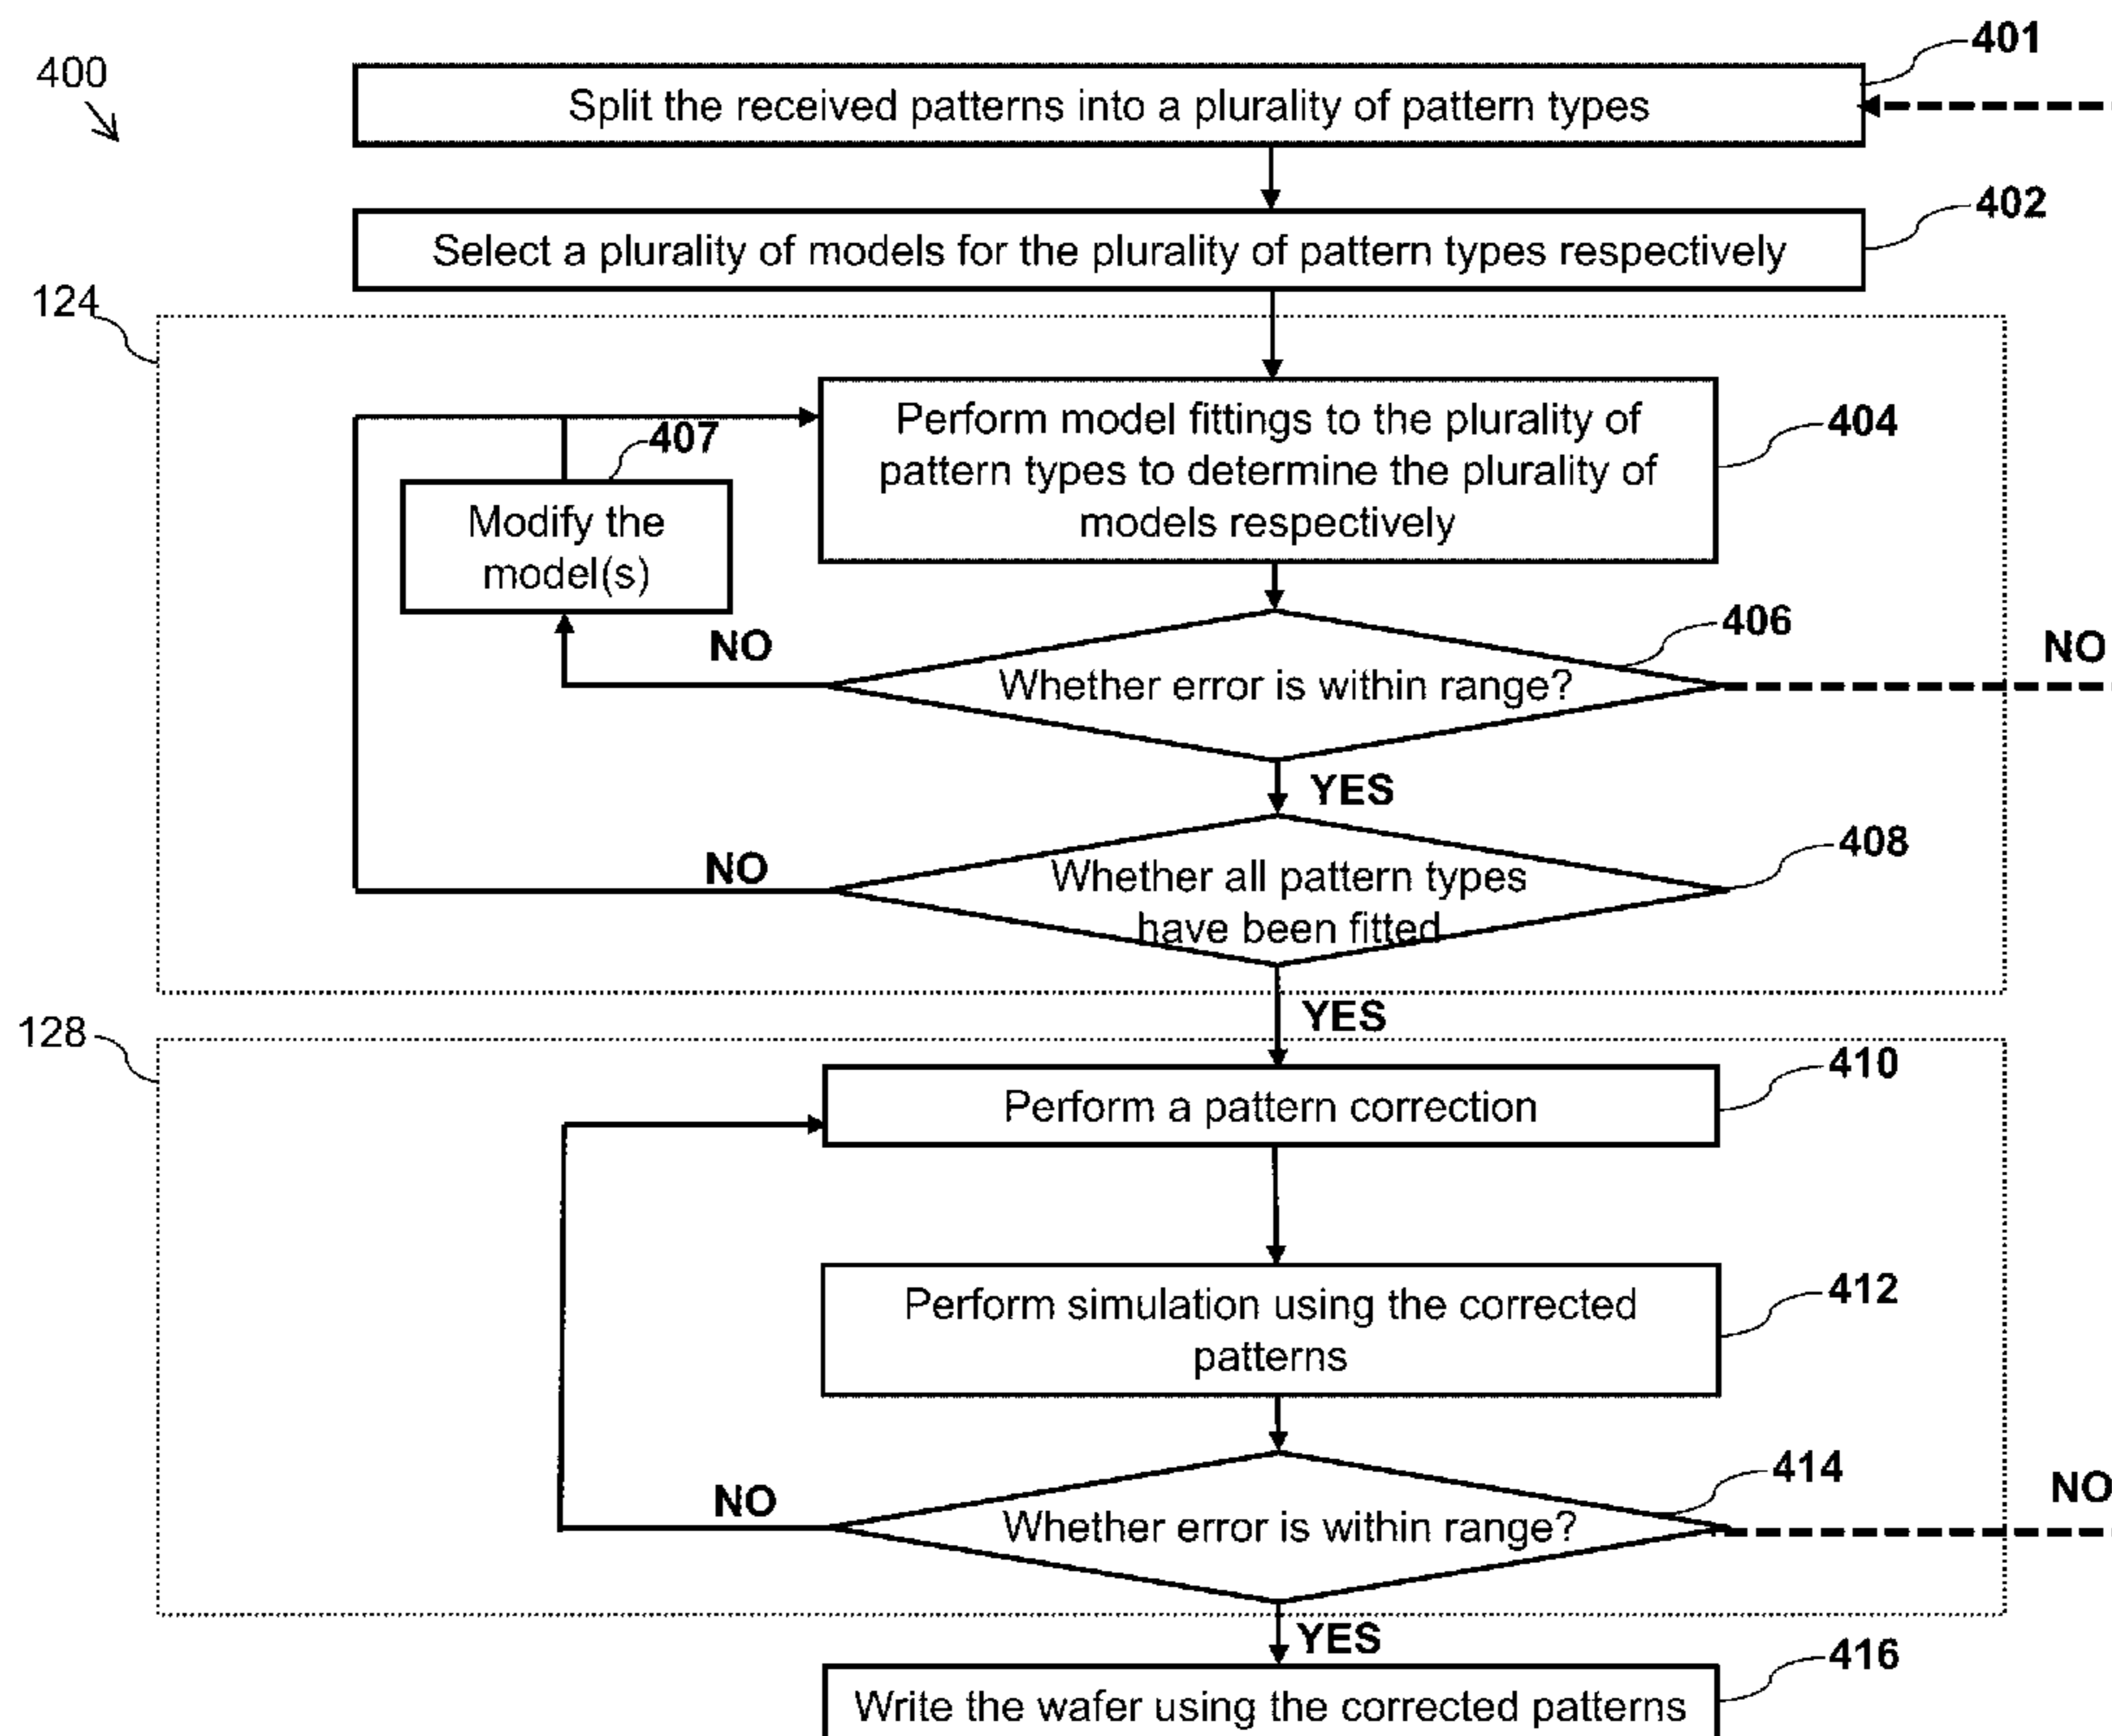 401
400
Split the received patterns into a plurality of pattern types
402
Select a plurality of models for the plurality of pattern types respectively
124
Perform model fittings to the plurality of
pattern types to determine the plurality of
models respectively
404
407
Modify the
model(s)
406
NO
NO
Whether error is within range?
YES
408
NO
Whether all pattern types
have been fitted
YES
128
410
Perform a pattern correction
412
Perform simulation using the corrected
patterns
414
NO
NO
Whether error is within range?
YES
416
Write the wafer using the corrected patterns